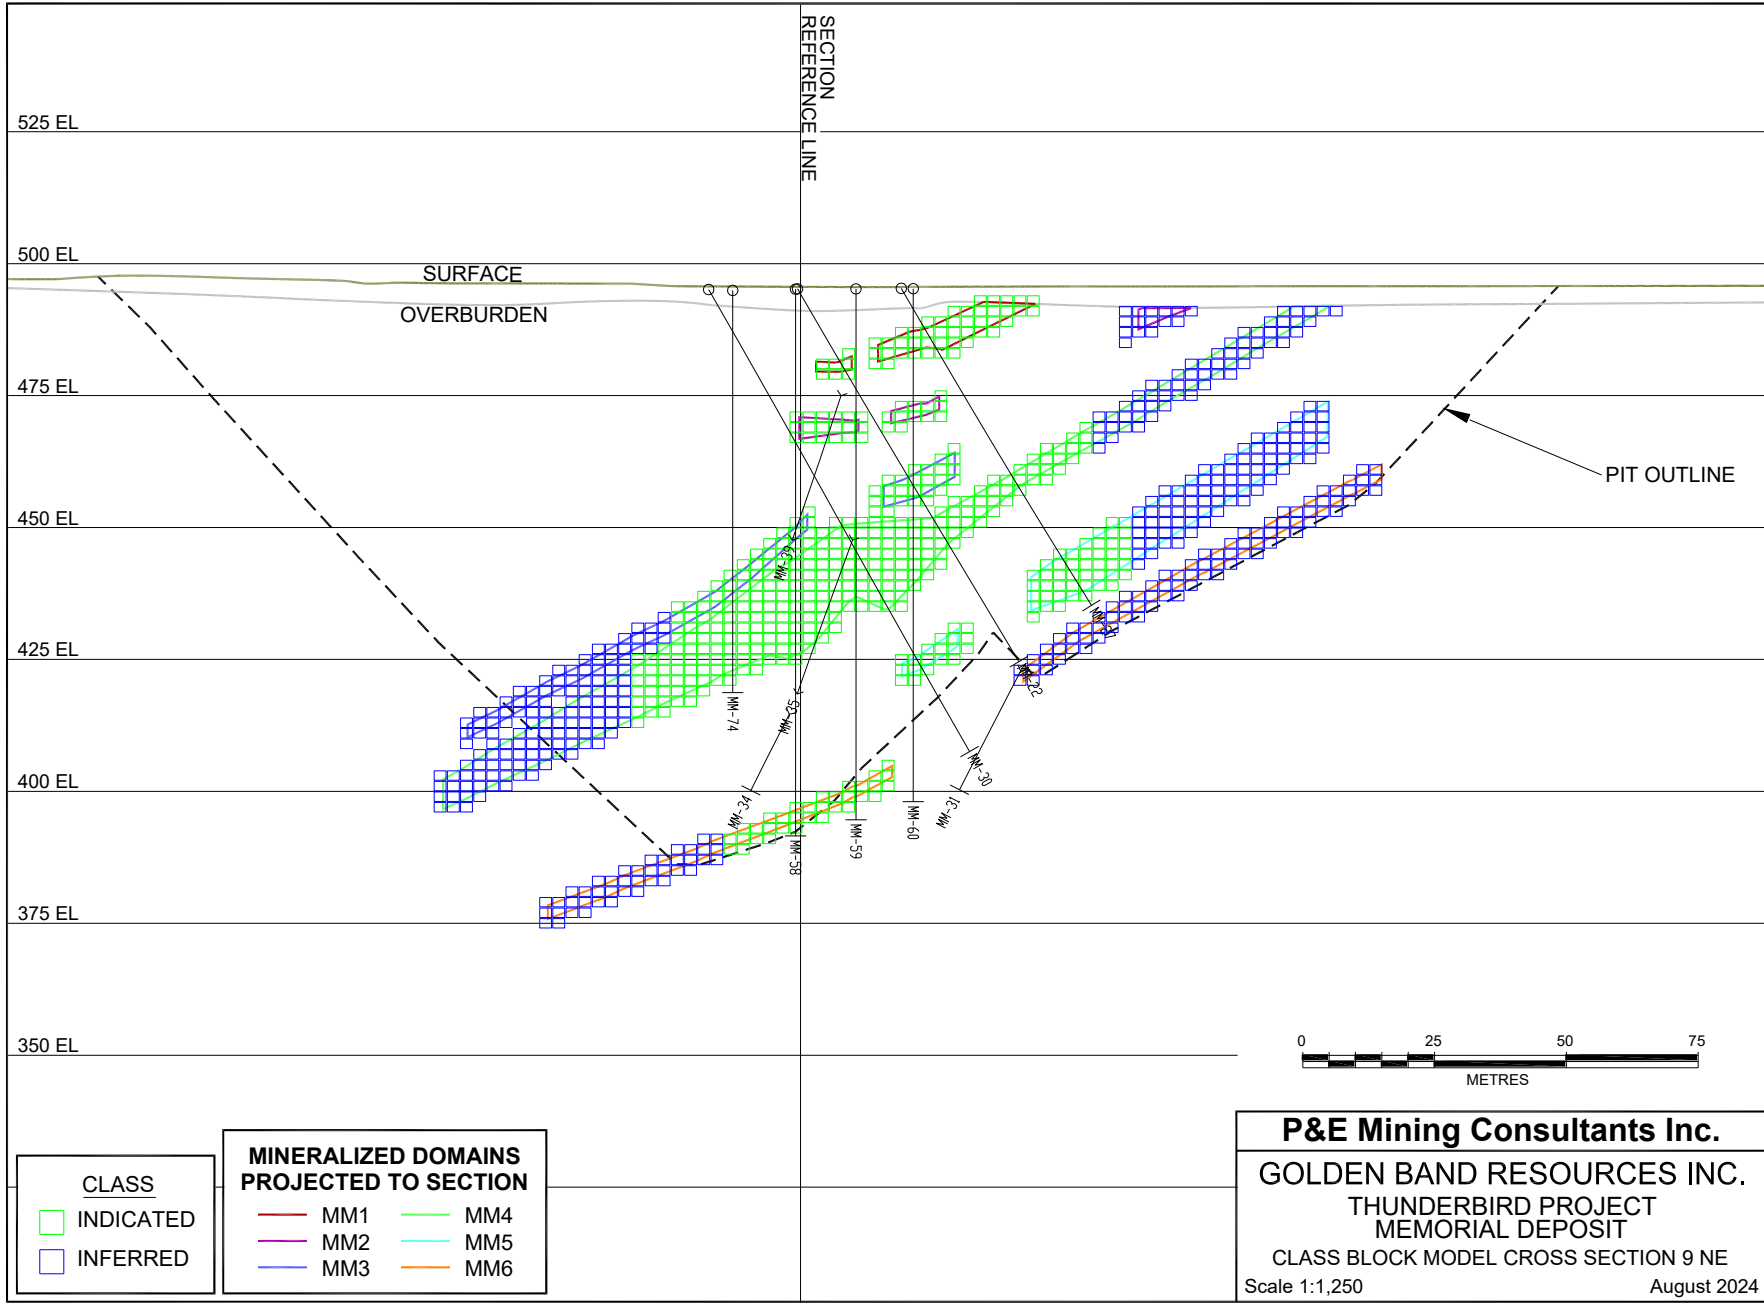 SECTION
REFERENCE LINE
525 EL
500 EL
SURFACE
OVERBURDEN
475 EL
PIT OUTLINE
450 EL
MM-39
425 EL
MM-22
MM-35
MM-74
MM-30
400 EL
MM-34
MM-31
MM-60
MM-59
MM-58
375 EL
350 EL
0 25 50 75
METRES
CLASS
INDICATED
INFERRED
MINERALIZED DOMAINS
PROJECTED TO SECTION
MM1 MM4
MM2 MM5
MM3 MM6
P&E Mining Consultants Inc.
GOLDEN BAND RESOURCES INC.
THUNDERBIRD PROJECT
MEMORIAL DEPOSIT
CLASS BLOCK MODEL CROSS SECTION 9 NE
Scale 1:1,250 August 2024